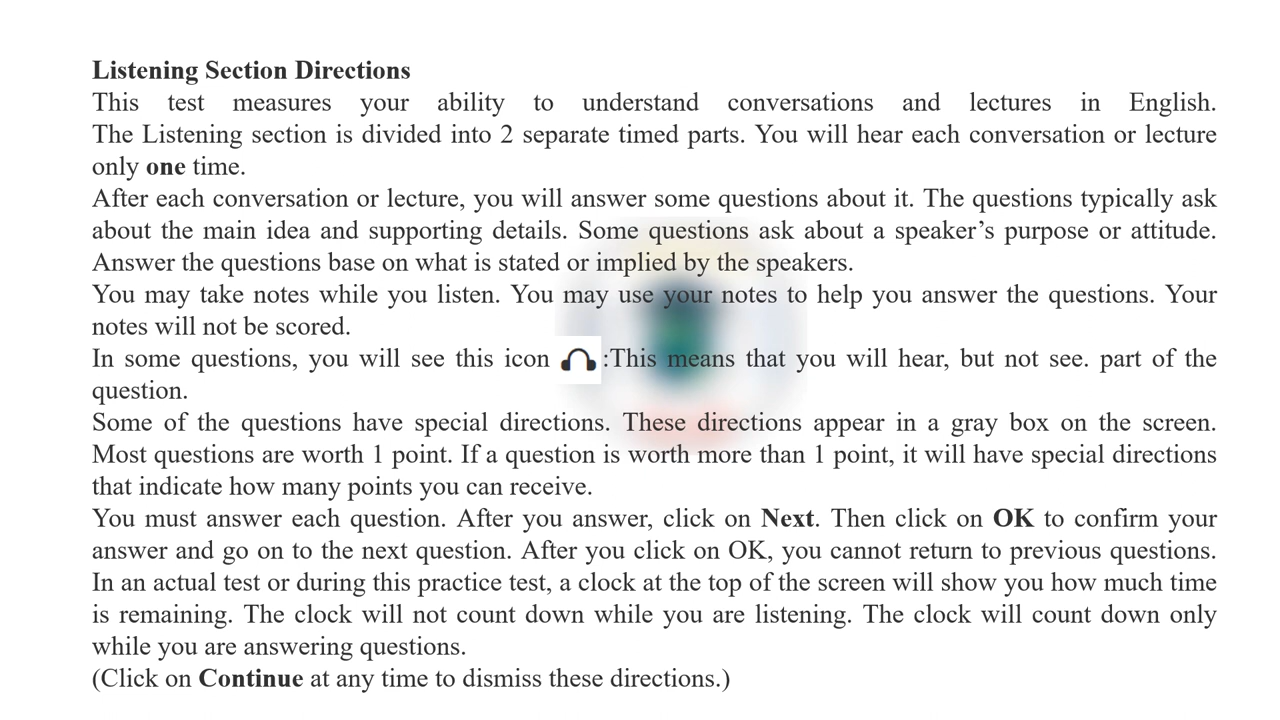 Listening Section Directions
This test measures your ability to understand conversations and lectures in English.
The Listening section is divided into 2 separate timed parts. You will hear each conversation or lecture
only one time.
After each conversation or lecture, you will answer some questions about it. The questions typically ask
about the main idea and supporting details. Some questions ask about a speaker’s purpose or attitude.
Answer the questions base on what is stated or implied by the speakers.
You may take notes while you listen. You may use your notes to help you answer the questions. Your
notes will not be scored.
In some questions, you will see this icon :This means that you will hear, but not see. part of the
question.
Some of the questions have special directions. These directions appear in a gray box on the screen.
Most questions are worth 1 point. If a question is worth more than 1 point, it will have special directions
that indicate how many points you can receive.
You must answer each question. After you answer, click on Next. Then click on OK to confirm your
answer and go on to the next question. After you click on OK, you cannot return to previous questions.
In an actual test or during this practice test, a clock at the top of the screen will show you how much time
is remaining. The clock will not count down while you are listening. The clock will count down only
while you are answering questions.
(Click on Continue at any time to dismiss these directions.)